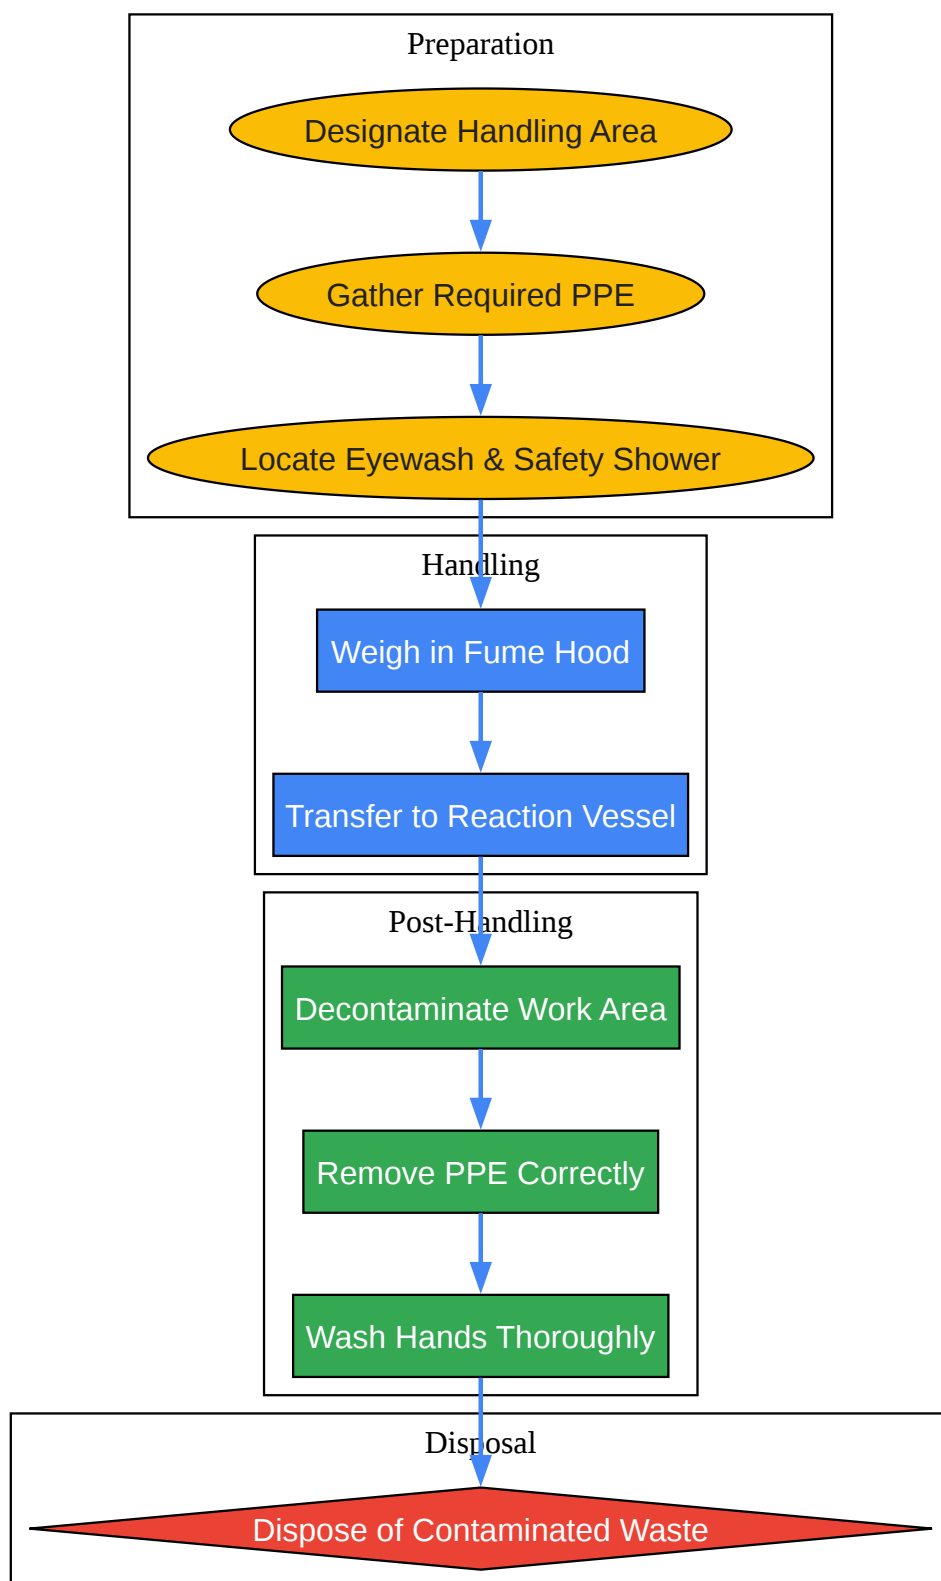 Preparation
Designate Handling Area
Gather Required PPE
Locate Eyewash & Safety Shower
Handling
Weigh in Fume Hood
Transfer to Reaction Vessel
Post-Handling
Decontaminate Work Area
Remove PPE Correctly
Wash Hands Thoroughly
Disposal
Dispose of Contaminated Waste